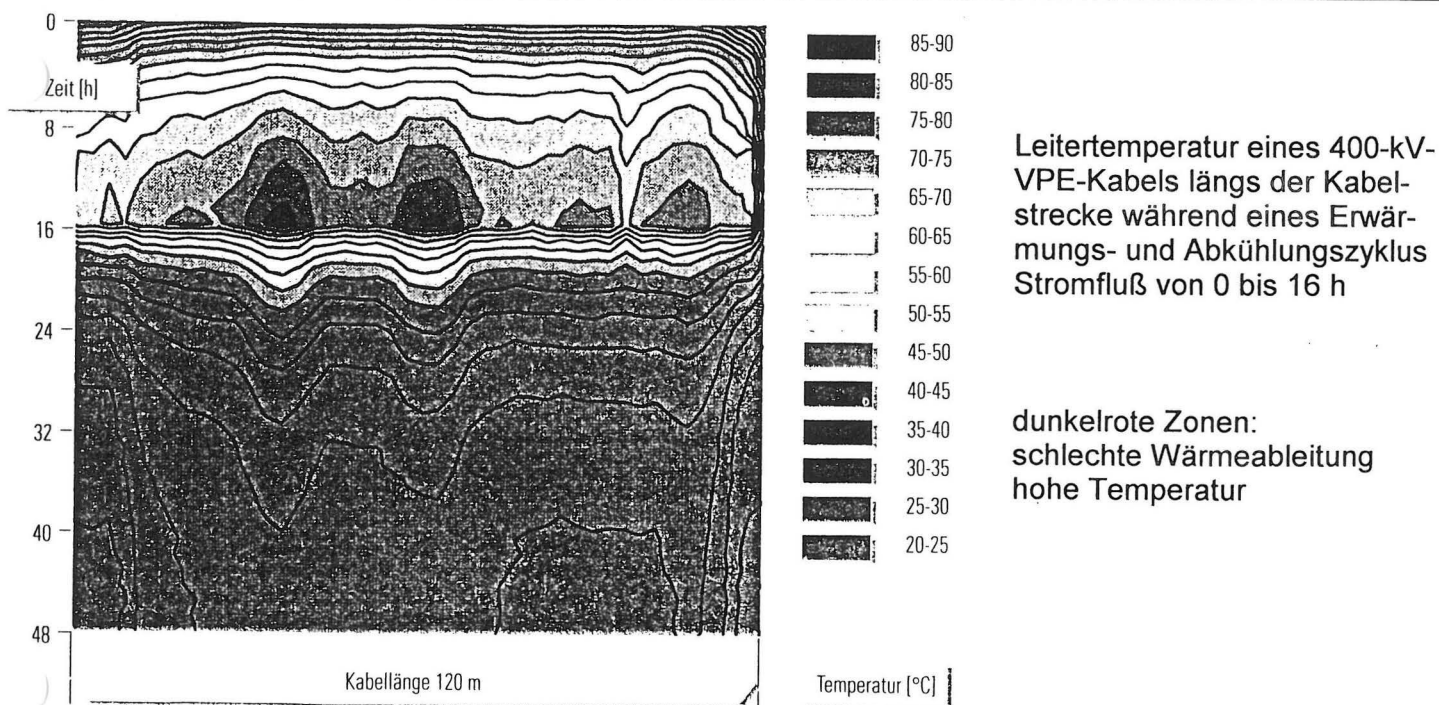 0
Zeit [h]
8
16
24
32
40
48
Kabellänge 120 m
85-90
80-85
75-80
70-75
65-70
60-65
55-60
50-55
45-50
40-45
35-40
30-35
25-30
20-25
Temperatur [°C]
Leitertemperatur eines 400-kV-
VPE-Kabels längs der Kabel-
strecke während eines Erwär-
mungs- und Abkühlungszyklus
Stromfluß von 0 bis 16 h
dunkelrote Zonen:
schlechte Wärmeableitung
hohe Temperatur